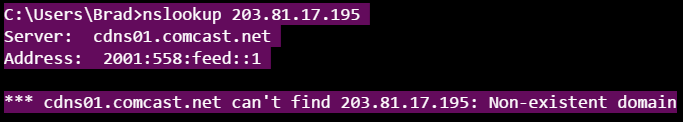 C:\Users\Brad>nslookup 203.81.17.195
Server:  cdns01.comcast.net
Address:  2001:558:feed::1
*** cdns01.comcast.net can't find 203.81.17.195: Non-existent domain